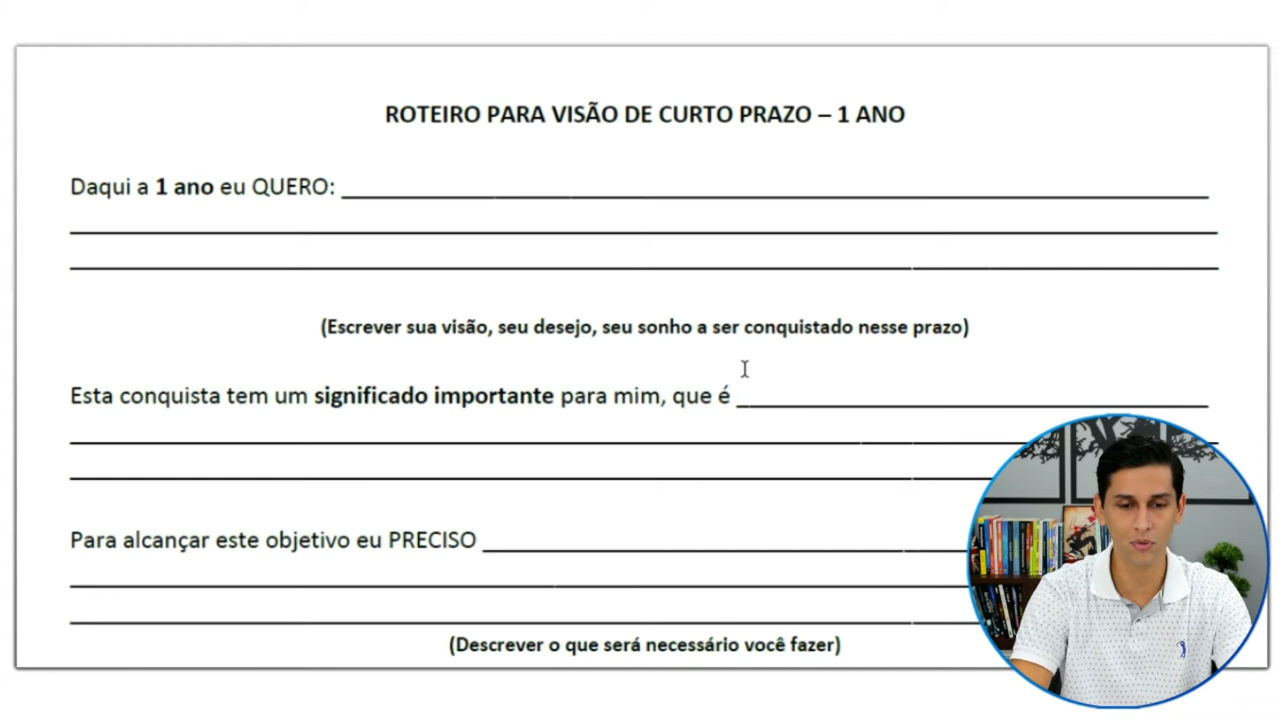 ROTEIRO PARA VISÃO DE CURTO PRAZO – 1 ANO
Daqui a 1 ano eu QUERO:
(Escrever sua visão, seu desejo, seu sonho a ser conquistado nesse prazo)
Esta conquista tem um significado importante para mim, que é
Para alcançar este objetivo eu PRECISO
(Descrever o que será necessário você fazer)